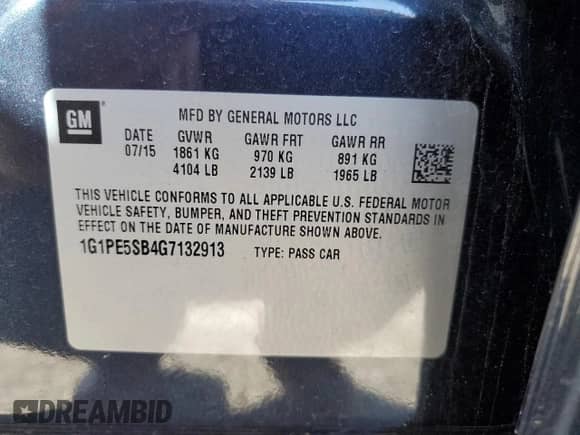 GM
MFD BY GENERAL MOTORS LLC
DATE GVWR GAWR FRT GAWR RR
07/15 1861 KG 970 KG 891 KG
4104 LB 2139 LB 1965 LB
THIS VEHICLE CONFORMS TO ALL APPLICABLE U.S. FEDERAL MOTOR
VEHICLE SAFETY, BUMPER, AND THEFT PREVENTION STANDARDS IN
EFFECT ON THE DATE OF MANUFACTURE SHOWN ABOVE.
1G1PE5SB4G7132913 TYPE: PASS CAR
DREAMBID